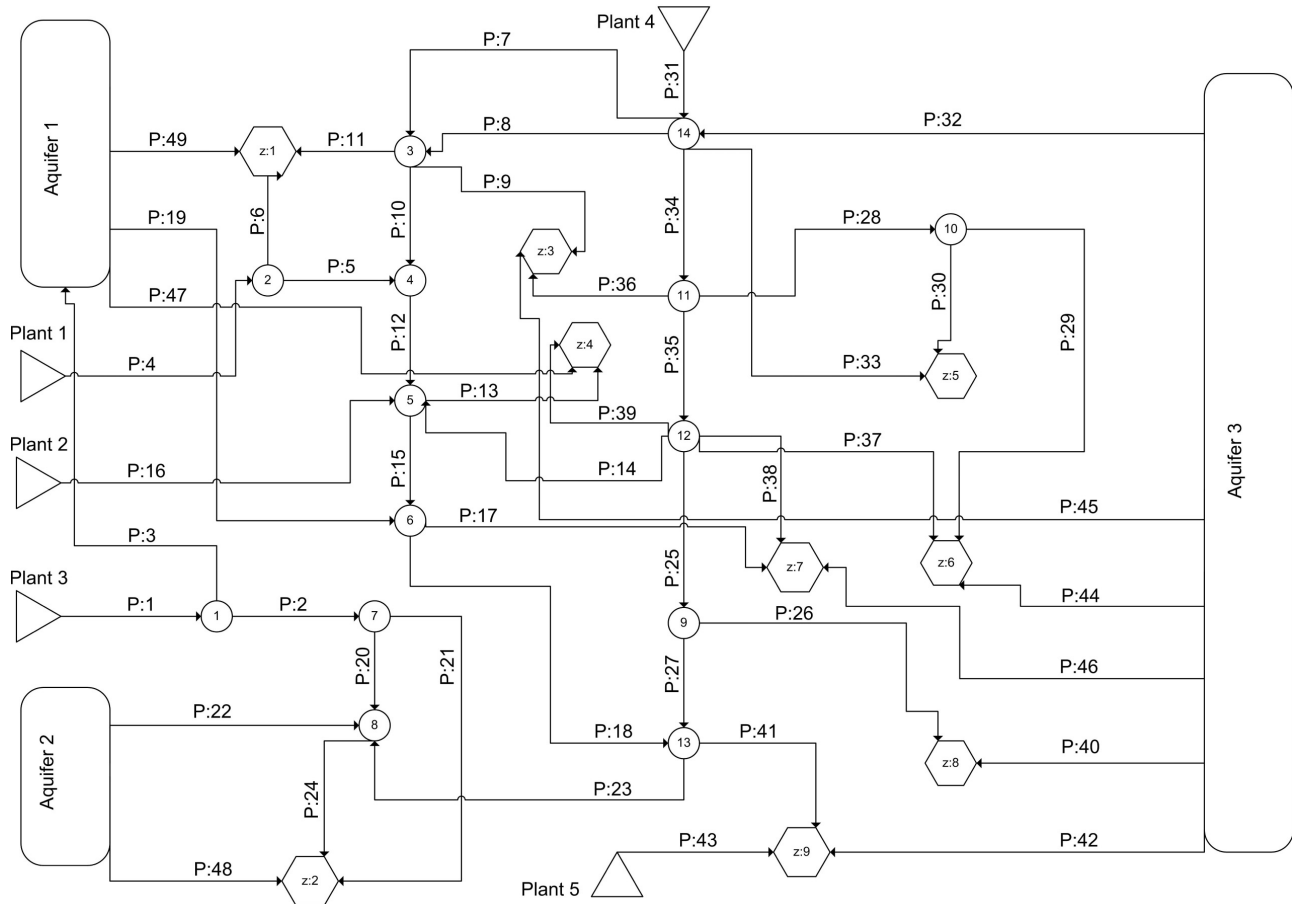 Plant 4
P:7
P:31
P:8
14
P:32
Aquifer 1
P:49
z:1
P:11
3
P:9
P:19
P:6
P:10
P:34
P:28
10
z:3
2
P:5
4
P:47
P:36
11
P:30
P:29
Plant 1
P:12
z:4
P:35
P:4
P:33
z:5
5
P:13
P:39
12
P:37
Plant 2
P:16
P:15
P:14
P:38
Aquifer 3
P:45
6
P:17
P:3
z:7
z:6
P:25
Plant 3
P:1
1
P:2
7
9
P:26
P:44
P:20
P:21
P:27
P:46
P:22
8
P:18
13
P:41
Aquifer 2
P:40
z:8
P:24
P:23
P:48
z:2
P:43
z:9
P:42
Plant 5